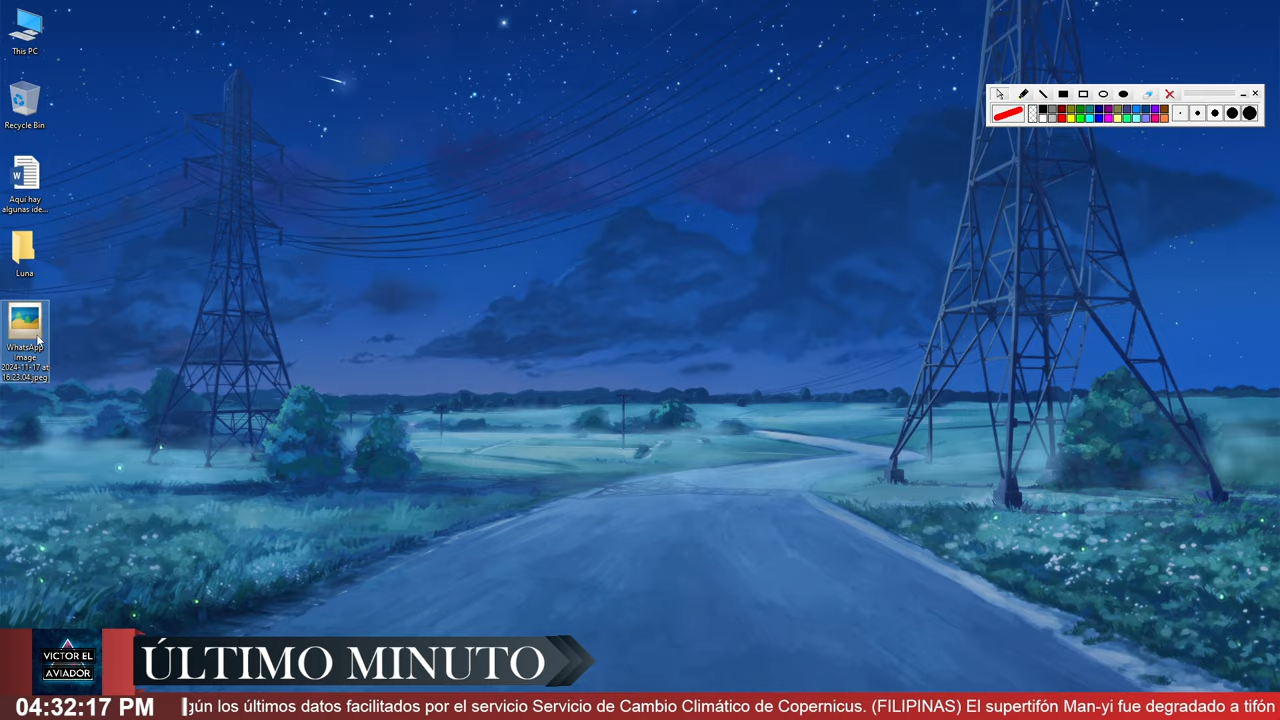 This PC
Recycle Bin
Aquí hay
algunas ide...
Luna
WhatsApp
Image
2024-11-17 at
16.23.04.jpeg
VICTOR EL
AVIADOR
ÚLTIMO MINUTO
04:32:17 PM
gún los últimos datos facilitados por el servicio Servicio de Cambio Climático de Copernicus. (FILIPINAS) El supertifón Man-yi fue degradado a tifón